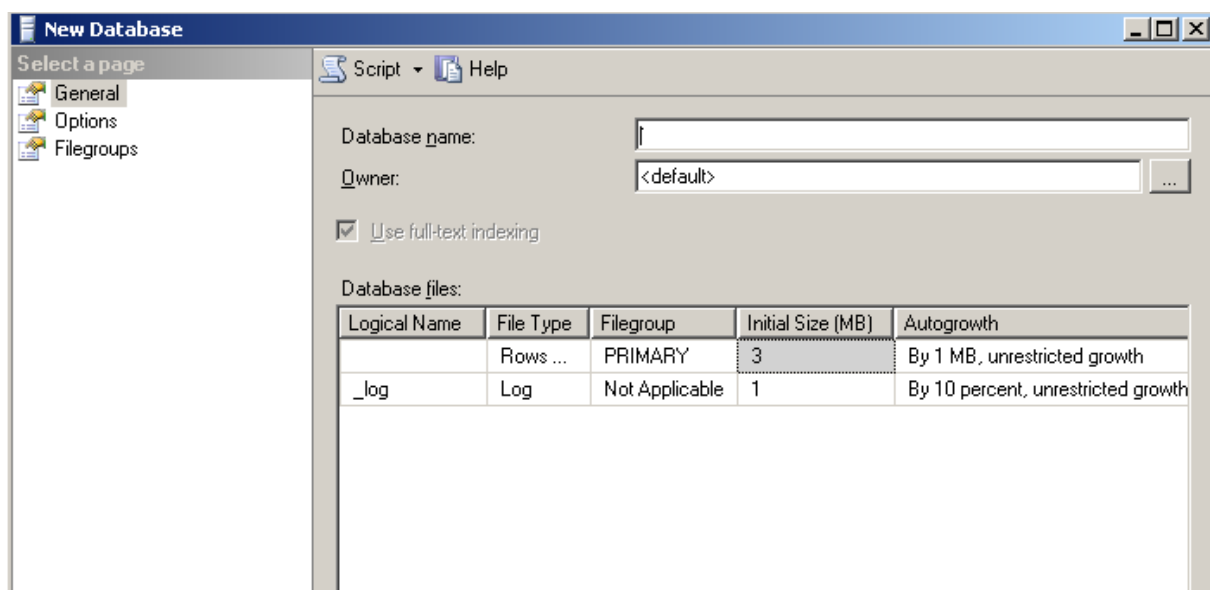 New Database
Select a page
General
Options
Filegroups
Script Help
Database name:
Owner: <default> ...
Use full-text indexing
Database files:
Logical Name File Type Filegroup Initial Size (MB) Autogrowth
Rows ... PRIMARY 3 By 1 MB, unrestricted growth
_log Log Not Applicable 1 By 10 percent, unrestricted growth